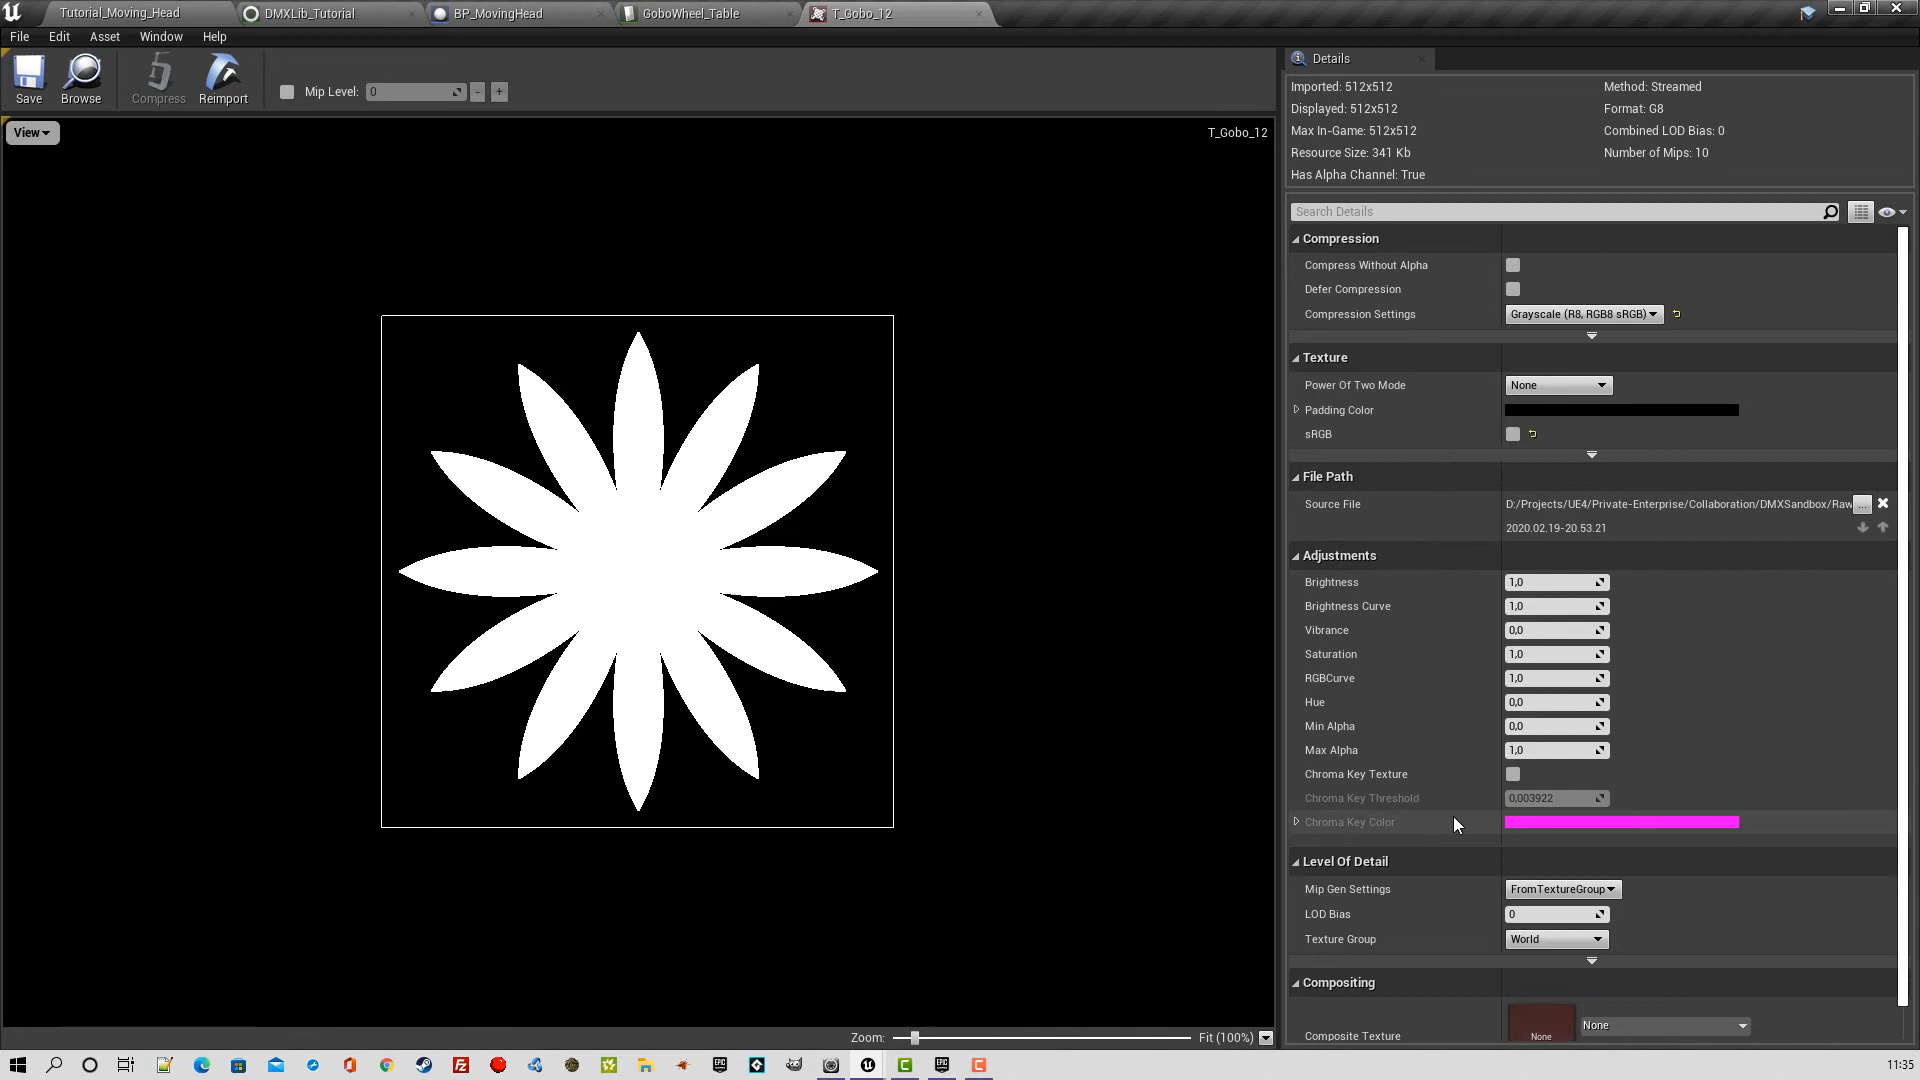 Tutorial_Moving_Head
DMXLib_Tutorial
BP_MovingHead
GoboWheel_Table
T_Gobo_12
File
Edit
Asset
Window
Help
Save
Browse
Compress
Reimport
Mip Level:
0
-
+
View
T_Gobo_12
Zoom:
Fit (100%)
Details
Imported: 512x512
Method: Streamed
Displayed: 512x512
Format: G8
Max In-Game: 512x512
Combined LOD Bias: 0
Resource Size: 341 Kb
Number of Mips: 10
Has Alpha Channel: True
Search Details
Compression
Compress Without Alpha
Defer Compression
Compression Settings
Grayscale (R8, RGB8 sRGB)
Texture
Power Of Two Mode
None
Padding Color
sRGB
File Path
Source File
D:/Projects/UE4/Private-Enterprise/Collaboration/DMXSandbox/Raw
...
2020.02.19-20.53.21
Adjustments
Brightness
1,0
Brightness Curve
1,0
Vibrance
0,0
Saturation
1,0
RGBCurve
1,0
Hue
0,0
Min Alpha
0,0
Max Alpha
1,0
Chroma Key Texture
Chroma Key Threshold
0,003922
Chroma Key Color
Level Of Detail
Mip Gen Settings
FromTextureGroup
LOD Bias
0
Texture Group
World
Compositing
Composite Texture
None
None
11:35